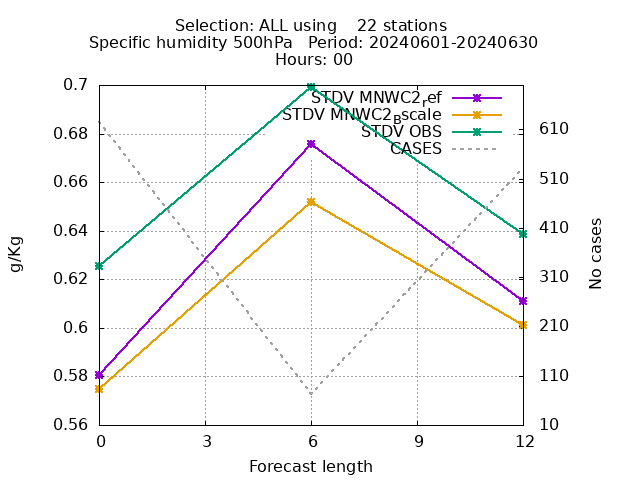 Selection: ALL using    22 stations
Specific humidity 500hPa   Period: 20240601-20240630
Hours: 00
STDV MNWC2_ref
STDV MNWC2_Bscale
STDV OBS
CASES
0.7
0.68
0.66
0.64
0.62
0.6
0.58
0.56
610
510
410
310
210
110
10
0 3 6 9 12
g/Kg
No cases
Forecast length